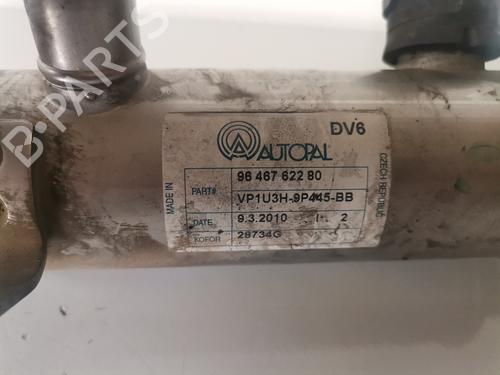 DV6
AUTOPAL
MADE IN
CZECH REPUBLIC
96 467 622 80
PART# VP1U3H-9P445-BB
DATE 9.3.2010 / 2
KOFOR 29734G
B-PARTS